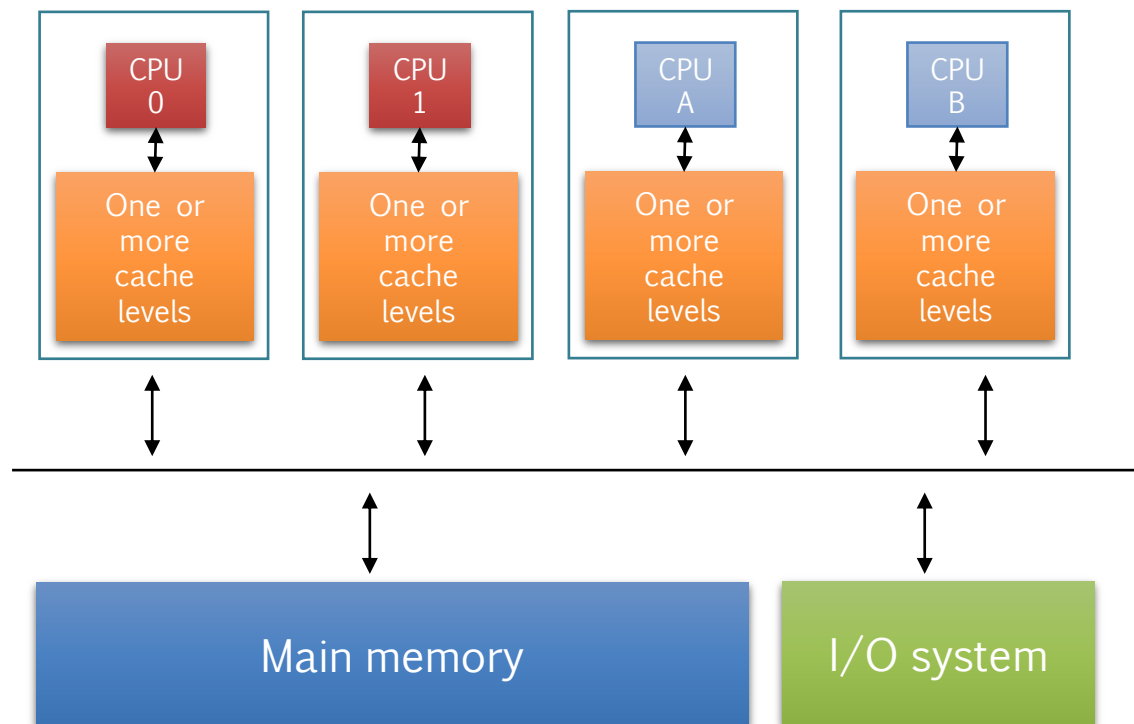 CPU
0
CPU
1
CPU
A
CPU
B
One or
more
cache
levels
One or
more
cache
levels
One or
more
cache
levels
One or
more
cache
levels
Main memory
I/O system